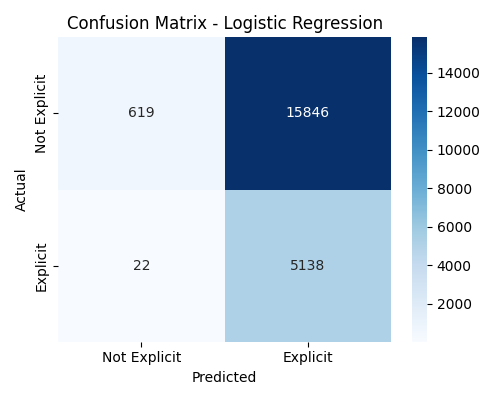 Confusion Matrix - Logistic Regression
Actual
Not Explicit
619
15846
Explicit
22
5138
Not Explicit
Explicit
Predicted
14000
12000
10000
8000
6000
4000
2000